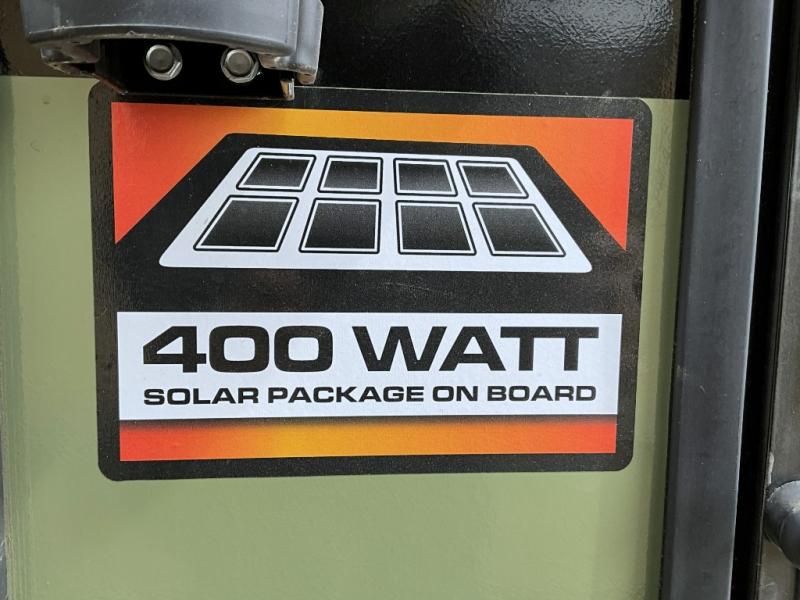 400 WATT
SOLAR PACKAGE ON BOARD